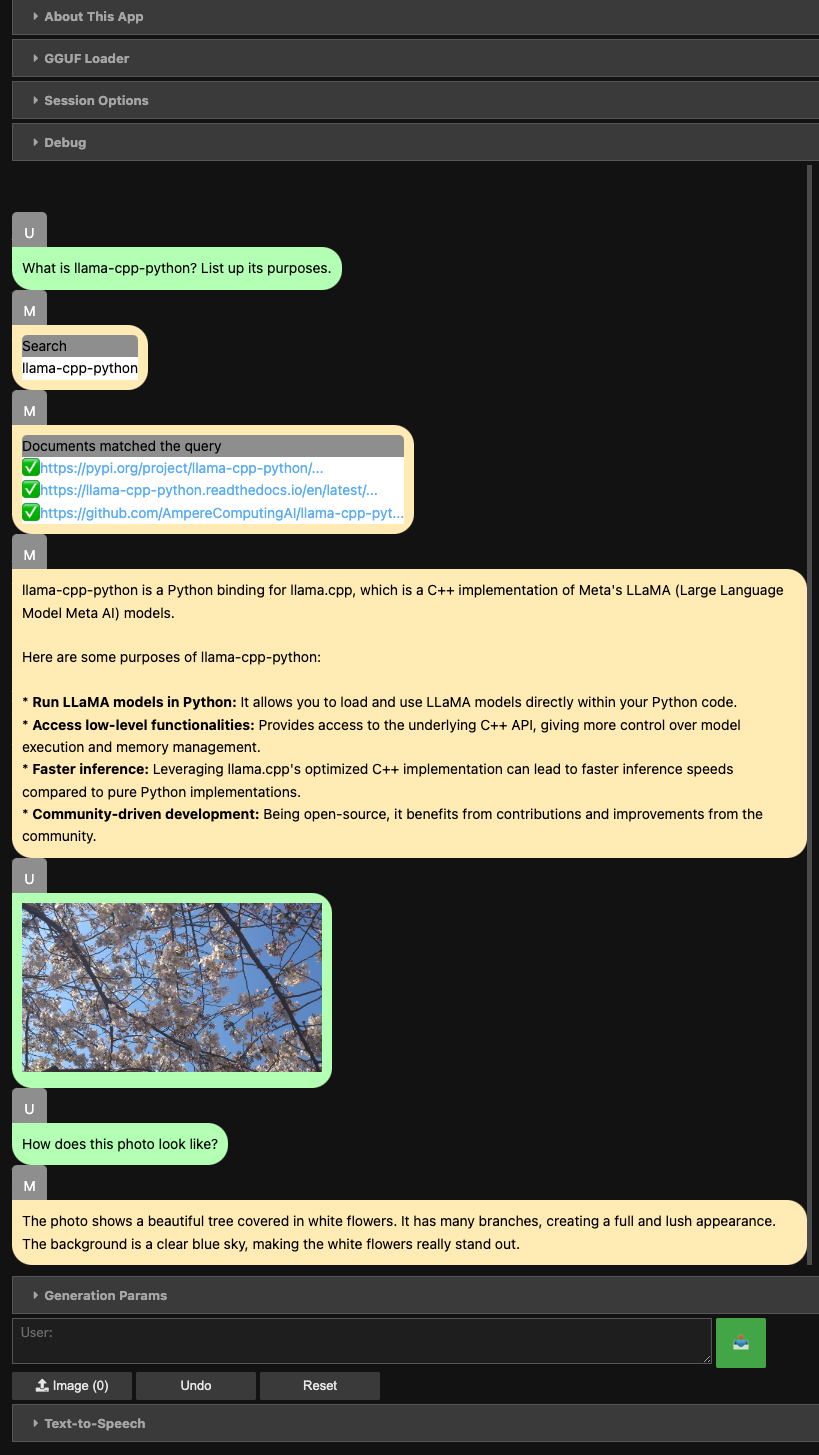 About This App
GGUF Loader
Session Options
Debug
U
What is llama-cpp-python? List up its purposes.
M
Search
llama-cpp-python
M
Documents matched the query
✅https://pypi.org/project/llama-cpp-python/...
✅https://llama-cpp-python.readthedocs.io/en/latest/...
✅https://github.com/AmpereComputingAI/llama-cpp-pyt...
M
llama-cpp-python is a Python binding for llama.cpp, which is a C++ implementation of Meta's LLaMA (Large Language
Model Meta AI) models.
Here are some purposes of llama-cpp-python:
* Run LLaMA models in Python: It allows you to load and use LLaMA models directly within your Python code.
* Access low-level functionalities: Provides access to the underlying C++ API, giving more control over model
execution and memory management.
* Faster inference: Leveraging llama.cpp's optimized C++ implementation can lead to faster inference speeds
compared to pure Python implementations.
* Community-driven development: Being open-source, it benefits from contributions and improvements from the
community.
U
U
How does this photo look like?
M
The photo shows a beautiful tree covered in white flowers. It has many branches, creating a full and lush appearance.
The background is a clear blue sky, making the white flowers really stand out.
Generation Params
User:
Image (0) Undo Reset
Text-to-Speech